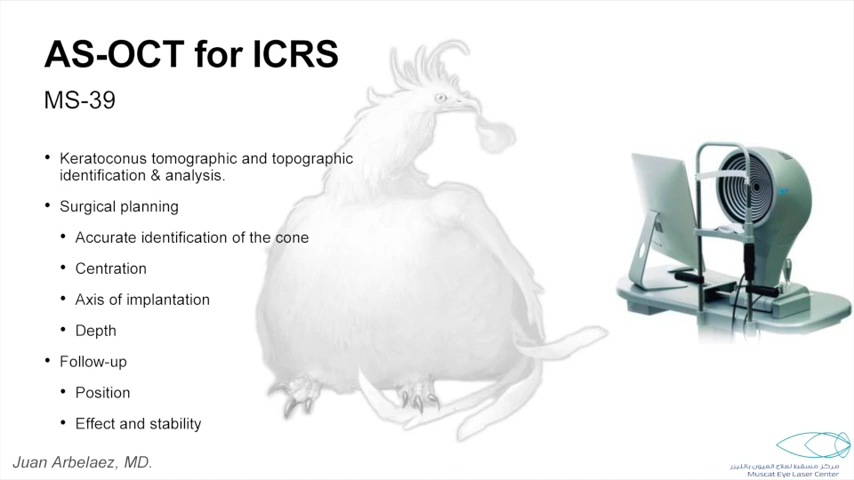 AS-OCT for ICRS
MS-39
• Keratoconus tomographic and topographic
identification & analysis.
• Surgical planning
• Accurate identification of the cone
• Centration
• Axis of implantation
• Depth
• Follow-up
• Position
• Effect and stability
Juan Arbelaez, MD.
مركز مسقط لعلاج العيون بالليزر
Muscat Eye Laser Center